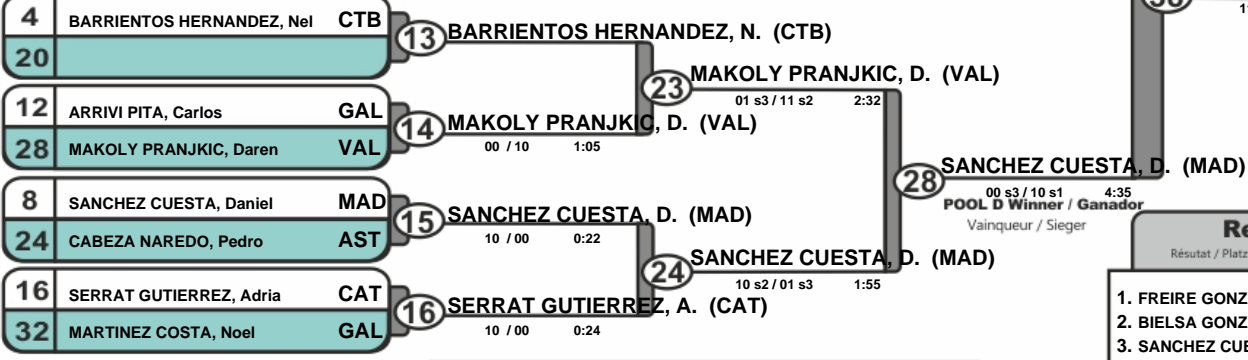 4 BARRIENTOS HERNANDEZ, Nel CTB
20
13 BARRIENTOS HERNANDEZ, N. (CTB)
12 ARRIVI PITA, Carlos GAL
28 MAKOLY PRANJKIC, Daren VAL
14 MAKOLY PRANJKIC, D. (VAL)
00 / 10 1:05
23 MAKOLY PRANJKIC, D. (VAL)
01 s3 / 11 s2 2:32
8 SANCHEZ CUESTA, Daniel MAD
24 CABEZA NAREDO, Pedro AST
15 SANCHEZ CUESTA, D. (MAD)
10 / 00 0:22
16 SERRAT GUTIERREZ, Adria CAT
32 MARTINEZ COSTA, Noel GAL
16 SERRAT GUTIERREZ, A. (CAT)
10 / 00 0:24
24 SANCHEZ CUESTA, D. (MAD)
10 s2 / 01 s3 1:55
28 SANCHEZ CUESTA, D. (MAD)
00 s3 / 10 s1 4:35
POOL D Winner / Ganador
Vainqueur / Sieger
Résutat / Platz
1. FREIRE GONZ
2. BIELSA GONZ
3. SANCHEZ CUE